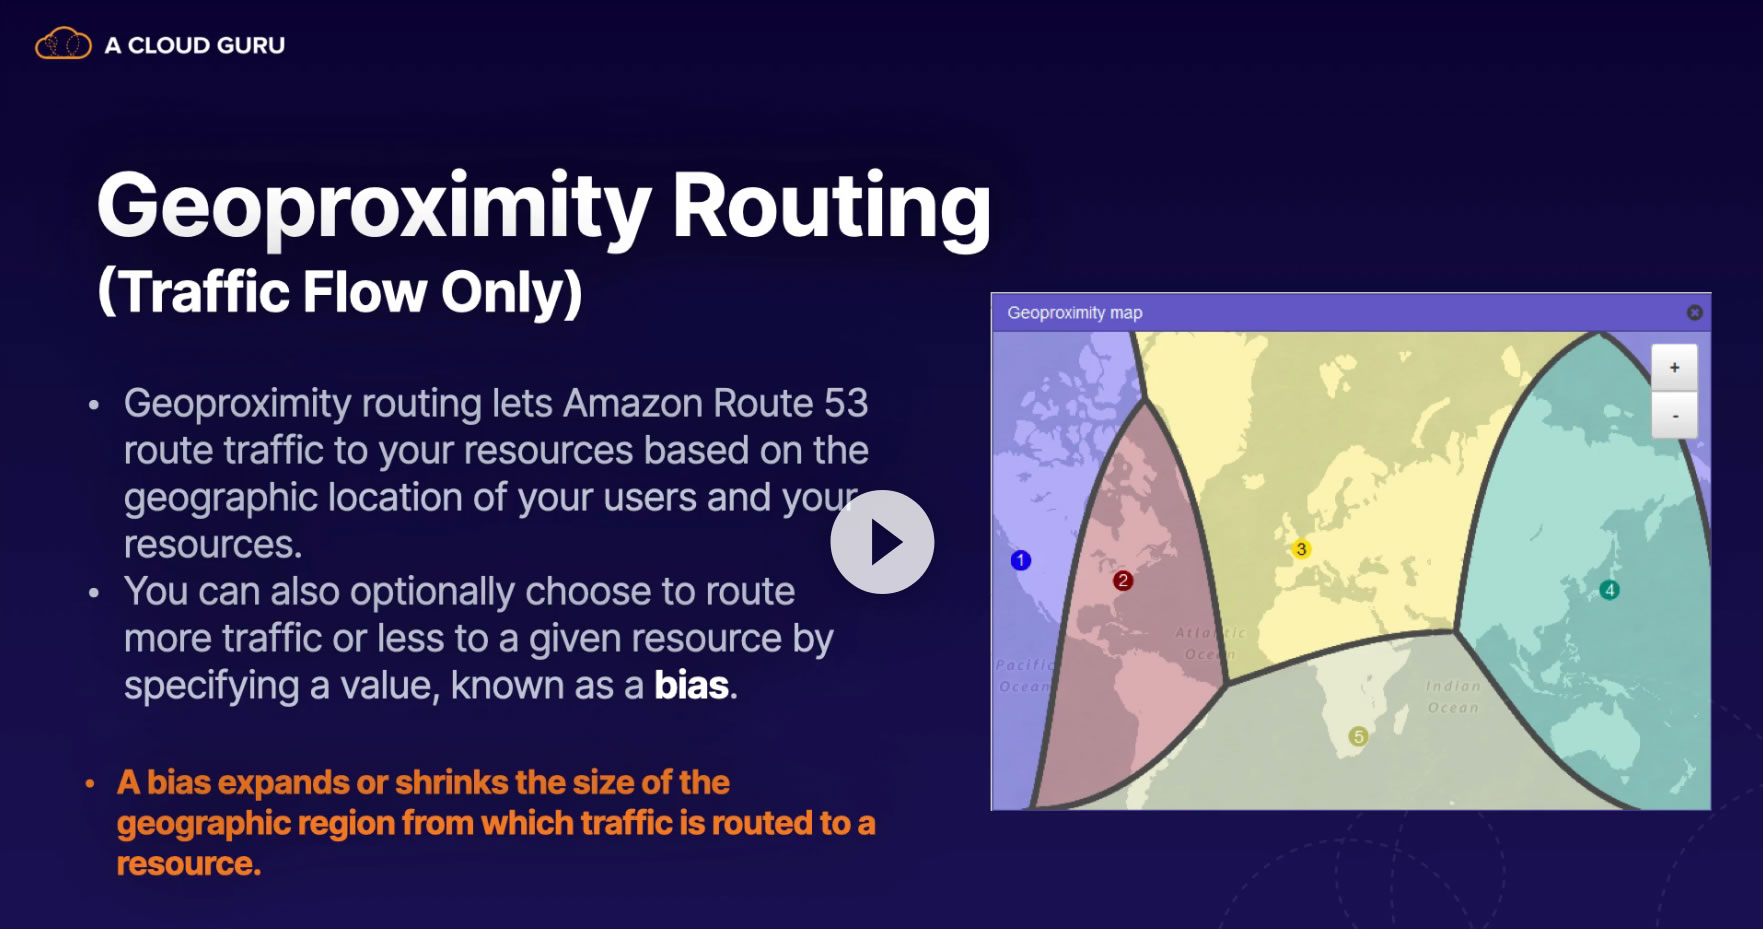 A CLOUD GURU
Geoproximity Routing
(Traffic Flow Only)
• Geoproximity routing lets Amazon Route 53
route traffic to your resources based on the
geographic location of your users and your
resources.
• You can also optionally choose to route
more traffic or less to a given resource by
specifying a value, known as a bias.
• A bias expands or shrinks the size of the
geographic region from which traffic is routed to a
resource.
Geoproximity map
+
-
1
2
3
4
Atlantic
Ocean
Pacific
Ocean
Indian
Ocean
5